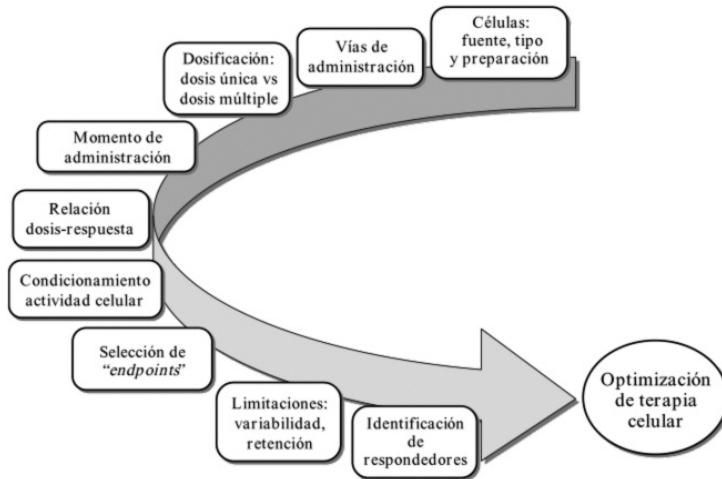 Células:
fuente, tipo
y preparación
Vías de
administración
Dosificación:
dosis única vs
dosis múltiple
Momento de
administración
Relación
dosis-respuesta
Condicionamiento
actividad celular
Selección de
“endpoints”
Limitaciones:
variabilidad,
retención
Identificación
de
respondedores
Optimización
de terapia
celular